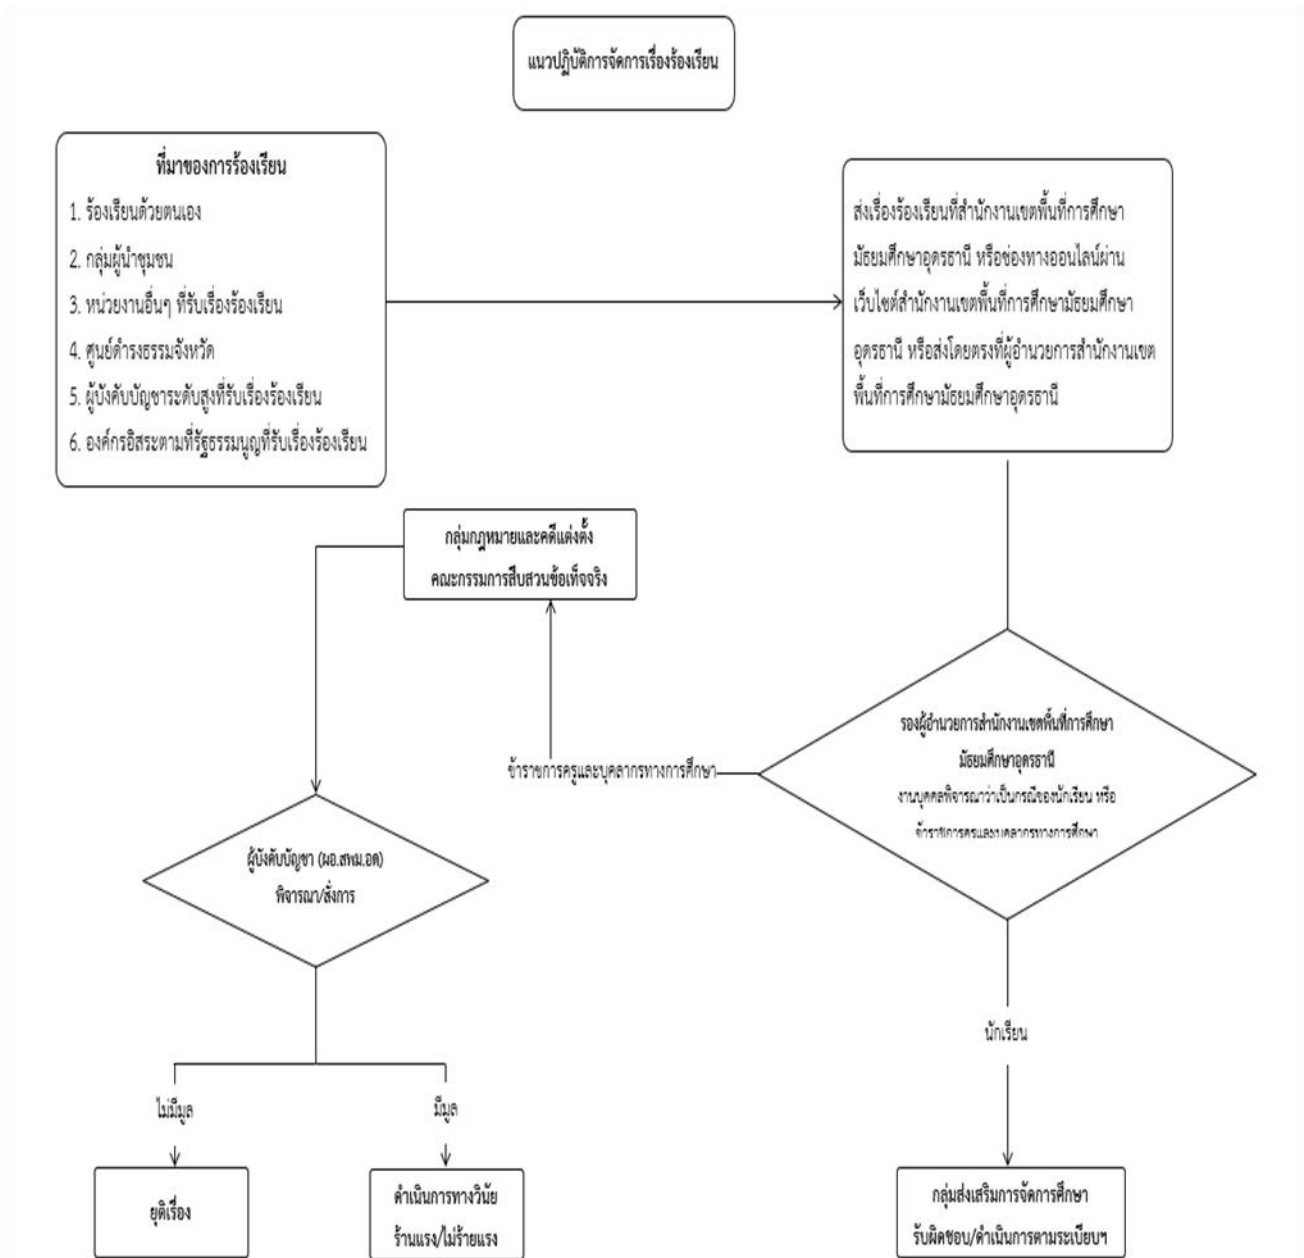 แนวปฏิบัติการจัดการเรื่องร้องเรียน
ที่มาของการร้องเรียน
1. ร้องเรียนด้วยตนเอง
2. กลุ่มผู้นำชุมชน
3. หน่วยงานอื่นๆ ที่รับเรื่องร้องเรียน
4. ศูนย์ดำรงธรรมจังหวัด
5. ผู้บังคับบัญชาระดับสูงที่รับเรื่องร้องเรียน
6. องค์กรอิสระตามที่รัฐธรรมนูญที่รับเรื่องร้องเรียน
ส่งเรื่องร้องเรียนที่สำนักงานเขตพื้นที่การศึกษา
มัธยมศึกษาอุดรธานี หรือช่องทางออนไลน์ผ่าน
เว็บไซต์สำนักงานเขตพื้นที่การศึกษามัธยมศึกษา
อุดรธานี หรือส่งโดยตรงที่ผู้อำนวยการสำนักงานเขต
พื้นที่การศึกษามัธยมศึกษาอุดรธานี
กลุ่มกฎหมายและคดีแต่งตั้ง
คณะกรรมการสืบสวนข้อเท็จจริง
รองผู้อำนวยการสำนักงานเขตพื้นที่การศึกษา
มัธยมศึกษาอุดรธานี
งานบุคคลพิจารณาว่าเป็นกรณีของนักเรียน หรือ
ข้าราชการครูและบุคลากรทางการศึกษา
ข้าราชการครูและบุคลากรทางการศึกษา
ผู้บังคับบัญชา (ผอ.สพม.อด)
พิจารณา/สั่งการ
นักเรียน
ไม่มีมูล
มีมูล
ยุติเรื่อง
ดำเนินการทางวินัย
ร้านแรง/ไม่ร้ายแรง
กลุ่มส่งเสริมการจัดการศึกษา
รับผิดชอบ/ดำเนินการตามระเบียบฯ